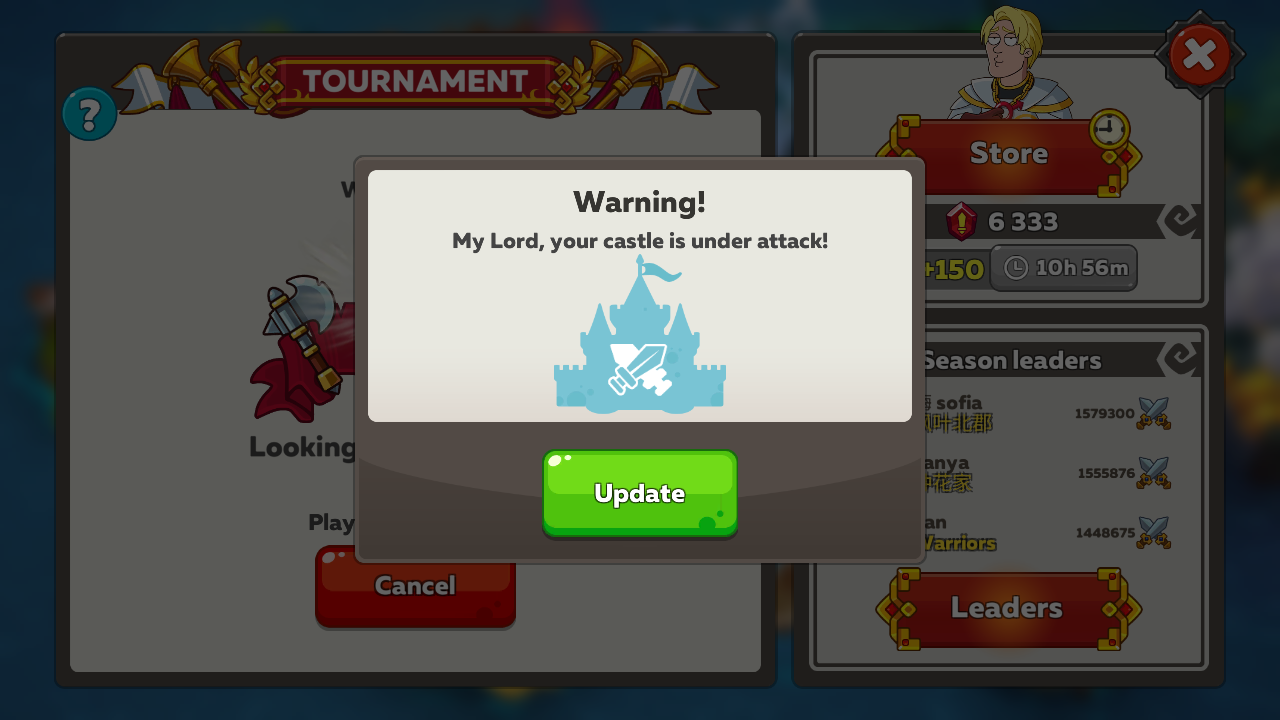 TOURNAMENT
?
Warning!
My Lord, your castle is under attack!
Update
Looking
Play
Cancel
Store
6 333
+150
10h 56m
Season leaders
sofia
叶北郡
1579300
anya
花家
1555876
an
Warriors
1448675
Leaders